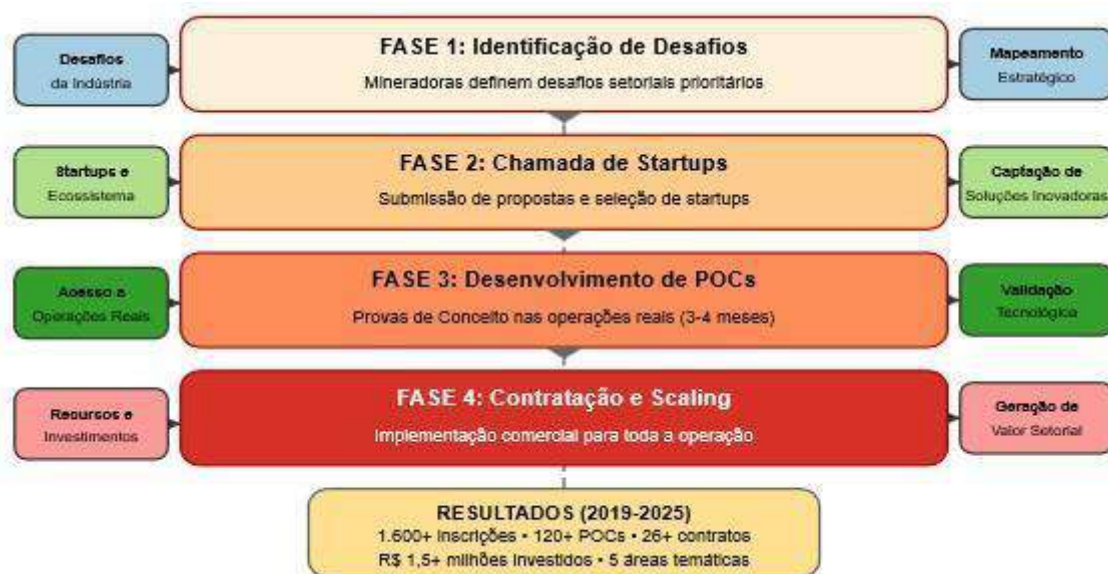 Desafios
da Indústria
FASE 1: Identificação de Desafios
Mineradoras definem desafios setoriais prioritários
Mapeamento
Estratégico
Startups e
Ecossistema
FASE 2: Chamada de Startups
Submissão de propostas e seleção de startups
Captação de
Soluções Inovadoras
Acesso a
Operações Reais
FASE 3: Desenvolvimento de POCs
Provas de Conceito nas operações reais (3-4 meses)
Validação
Tecnológica
Recursos e
Investimentos
FASE 4: Contratação e Scaling
Implementação comercial para toda a operação
Geração de
Valor Setorial
RESULTADOS (2019-2025)
1.600+ inscrições • 120+ POCs • 26+ contratos
R$ 1,5+ milhões investidos • 5 áreas temáticas